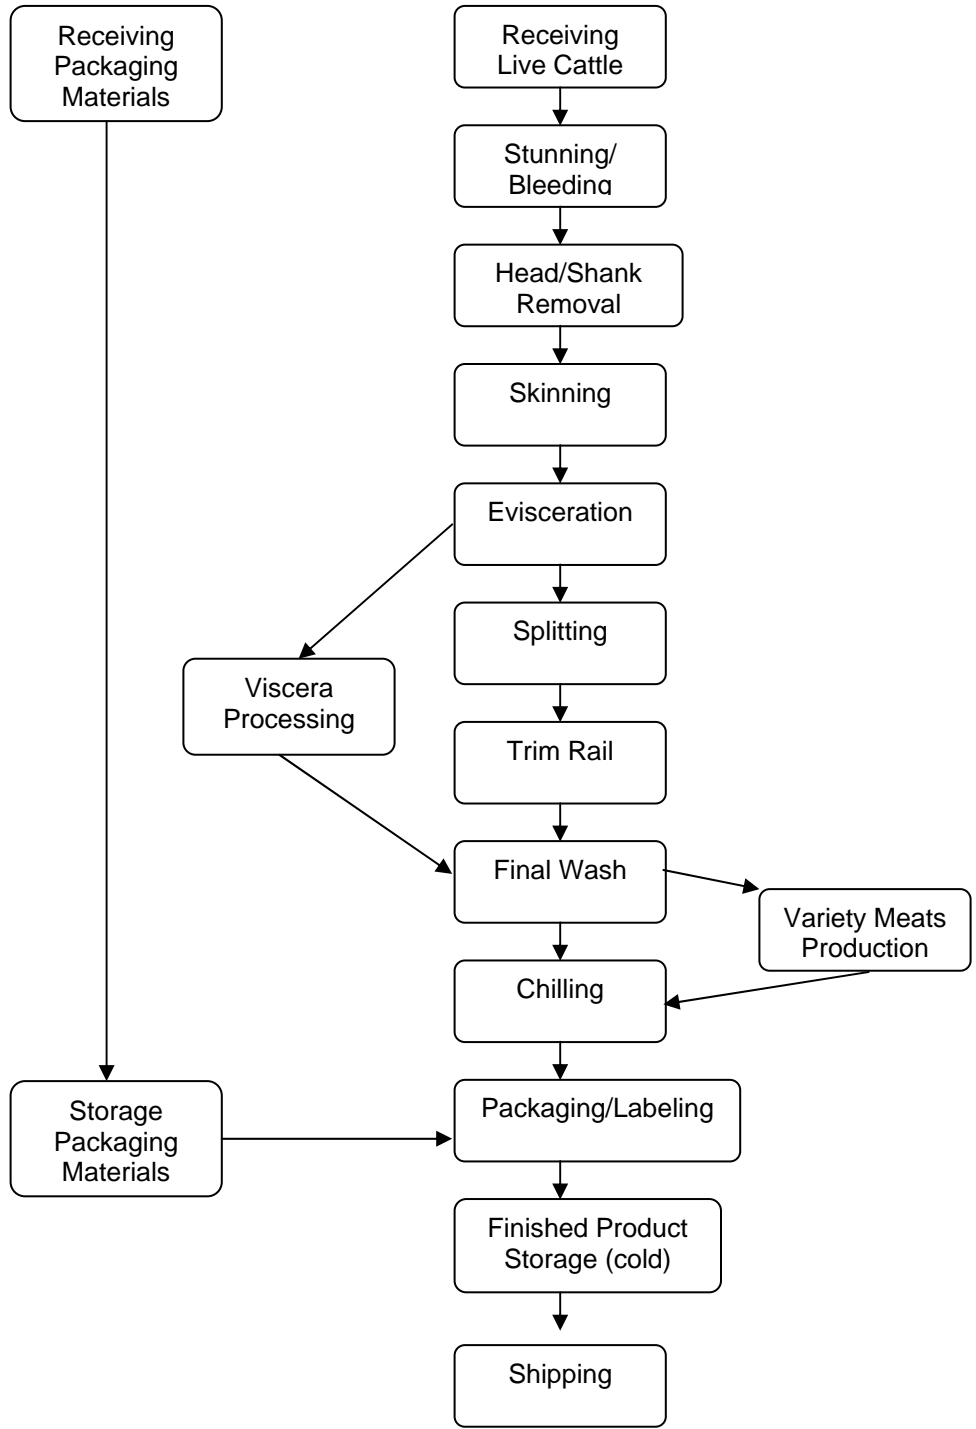 Receiving
Packaging
Materials
Receiving
Live Cattle
Stunning/
Bleeding
Head/Shank
Removal
Skinning
Evisceration
Splitting
Viscera
Processing
Trim Rail
Final Wash
Variety Meats
Production
Chilling
Storage
Packaging
Materials
Packaging/Labeling
Finished Product
Storage (cold)
Shipping